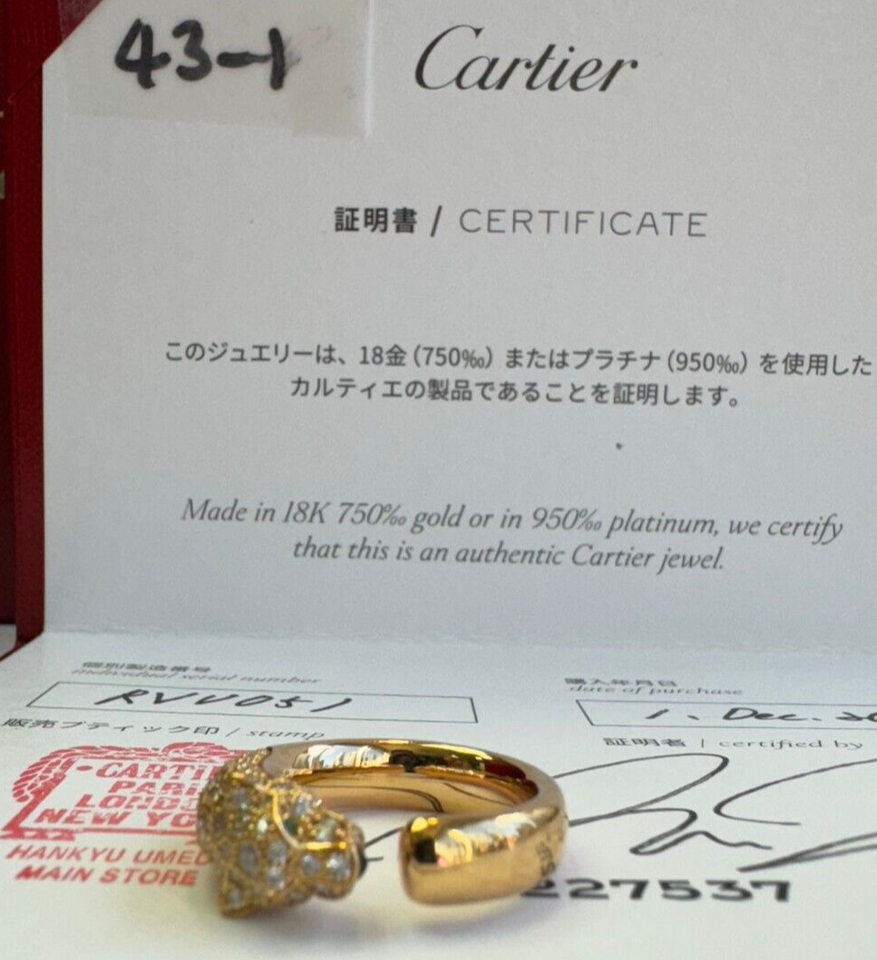 43-1
Cartier
証明書 / CERTIFICATE
このジュエリーは、18金(750‰)またはプラチナ(950‰)を使用した
カルティエの製品であることを証明します。
Made in 18K 750‰ gold or in 950‰ platinum, we certify
that this is an authentic Cartier jewel.
個別製造番号
individual serial number
RVV051
購入年月日
date of purchase
1. Dec.
販売ブティック印 / stamp
証明者 / certified by
CARTI
PARI
LONDO
NEW YO
HANKYU UMED
MAIN STORE
227537